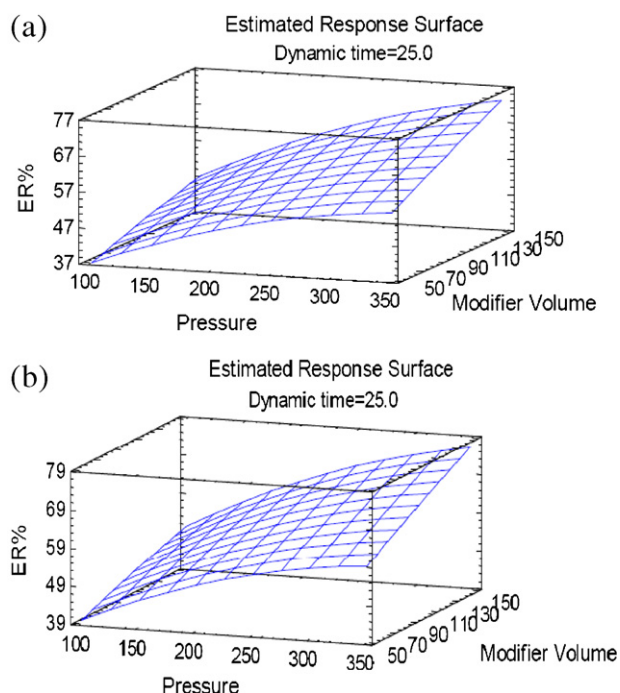 (a)
Estimated Response Surface
Dynamic time=25.0
77
67
57
47
37
ER%
100 150 200 250 300 350
Pressure
50 70 90 110 130 150
Modifier Volume
(b)
Estimated Response Surface
Dynamic time=25.0
79
69
59
49
39
ER%
100 150 200 250 300 350
Pressure
50 70 90 110 130 150
Modifier Volume